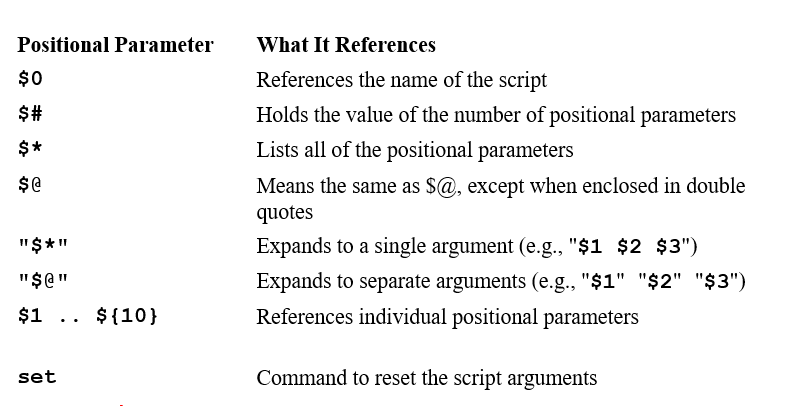 Positional Parameter What It References
$0 References the name of the script
$# Holds the value of the number of positional parameters
$* Lists all of the positional parameters
$@ Means the same as $@, except when enclosed in double
quotes
"$*" Expands to a single argument (e.g., "$1 $2 $3")
"$@" Expands to separate arguments (e.g., "$1" "$2" "$3")
$1 .. ${10} References individual positional parameters
set Command to reset the script arguments